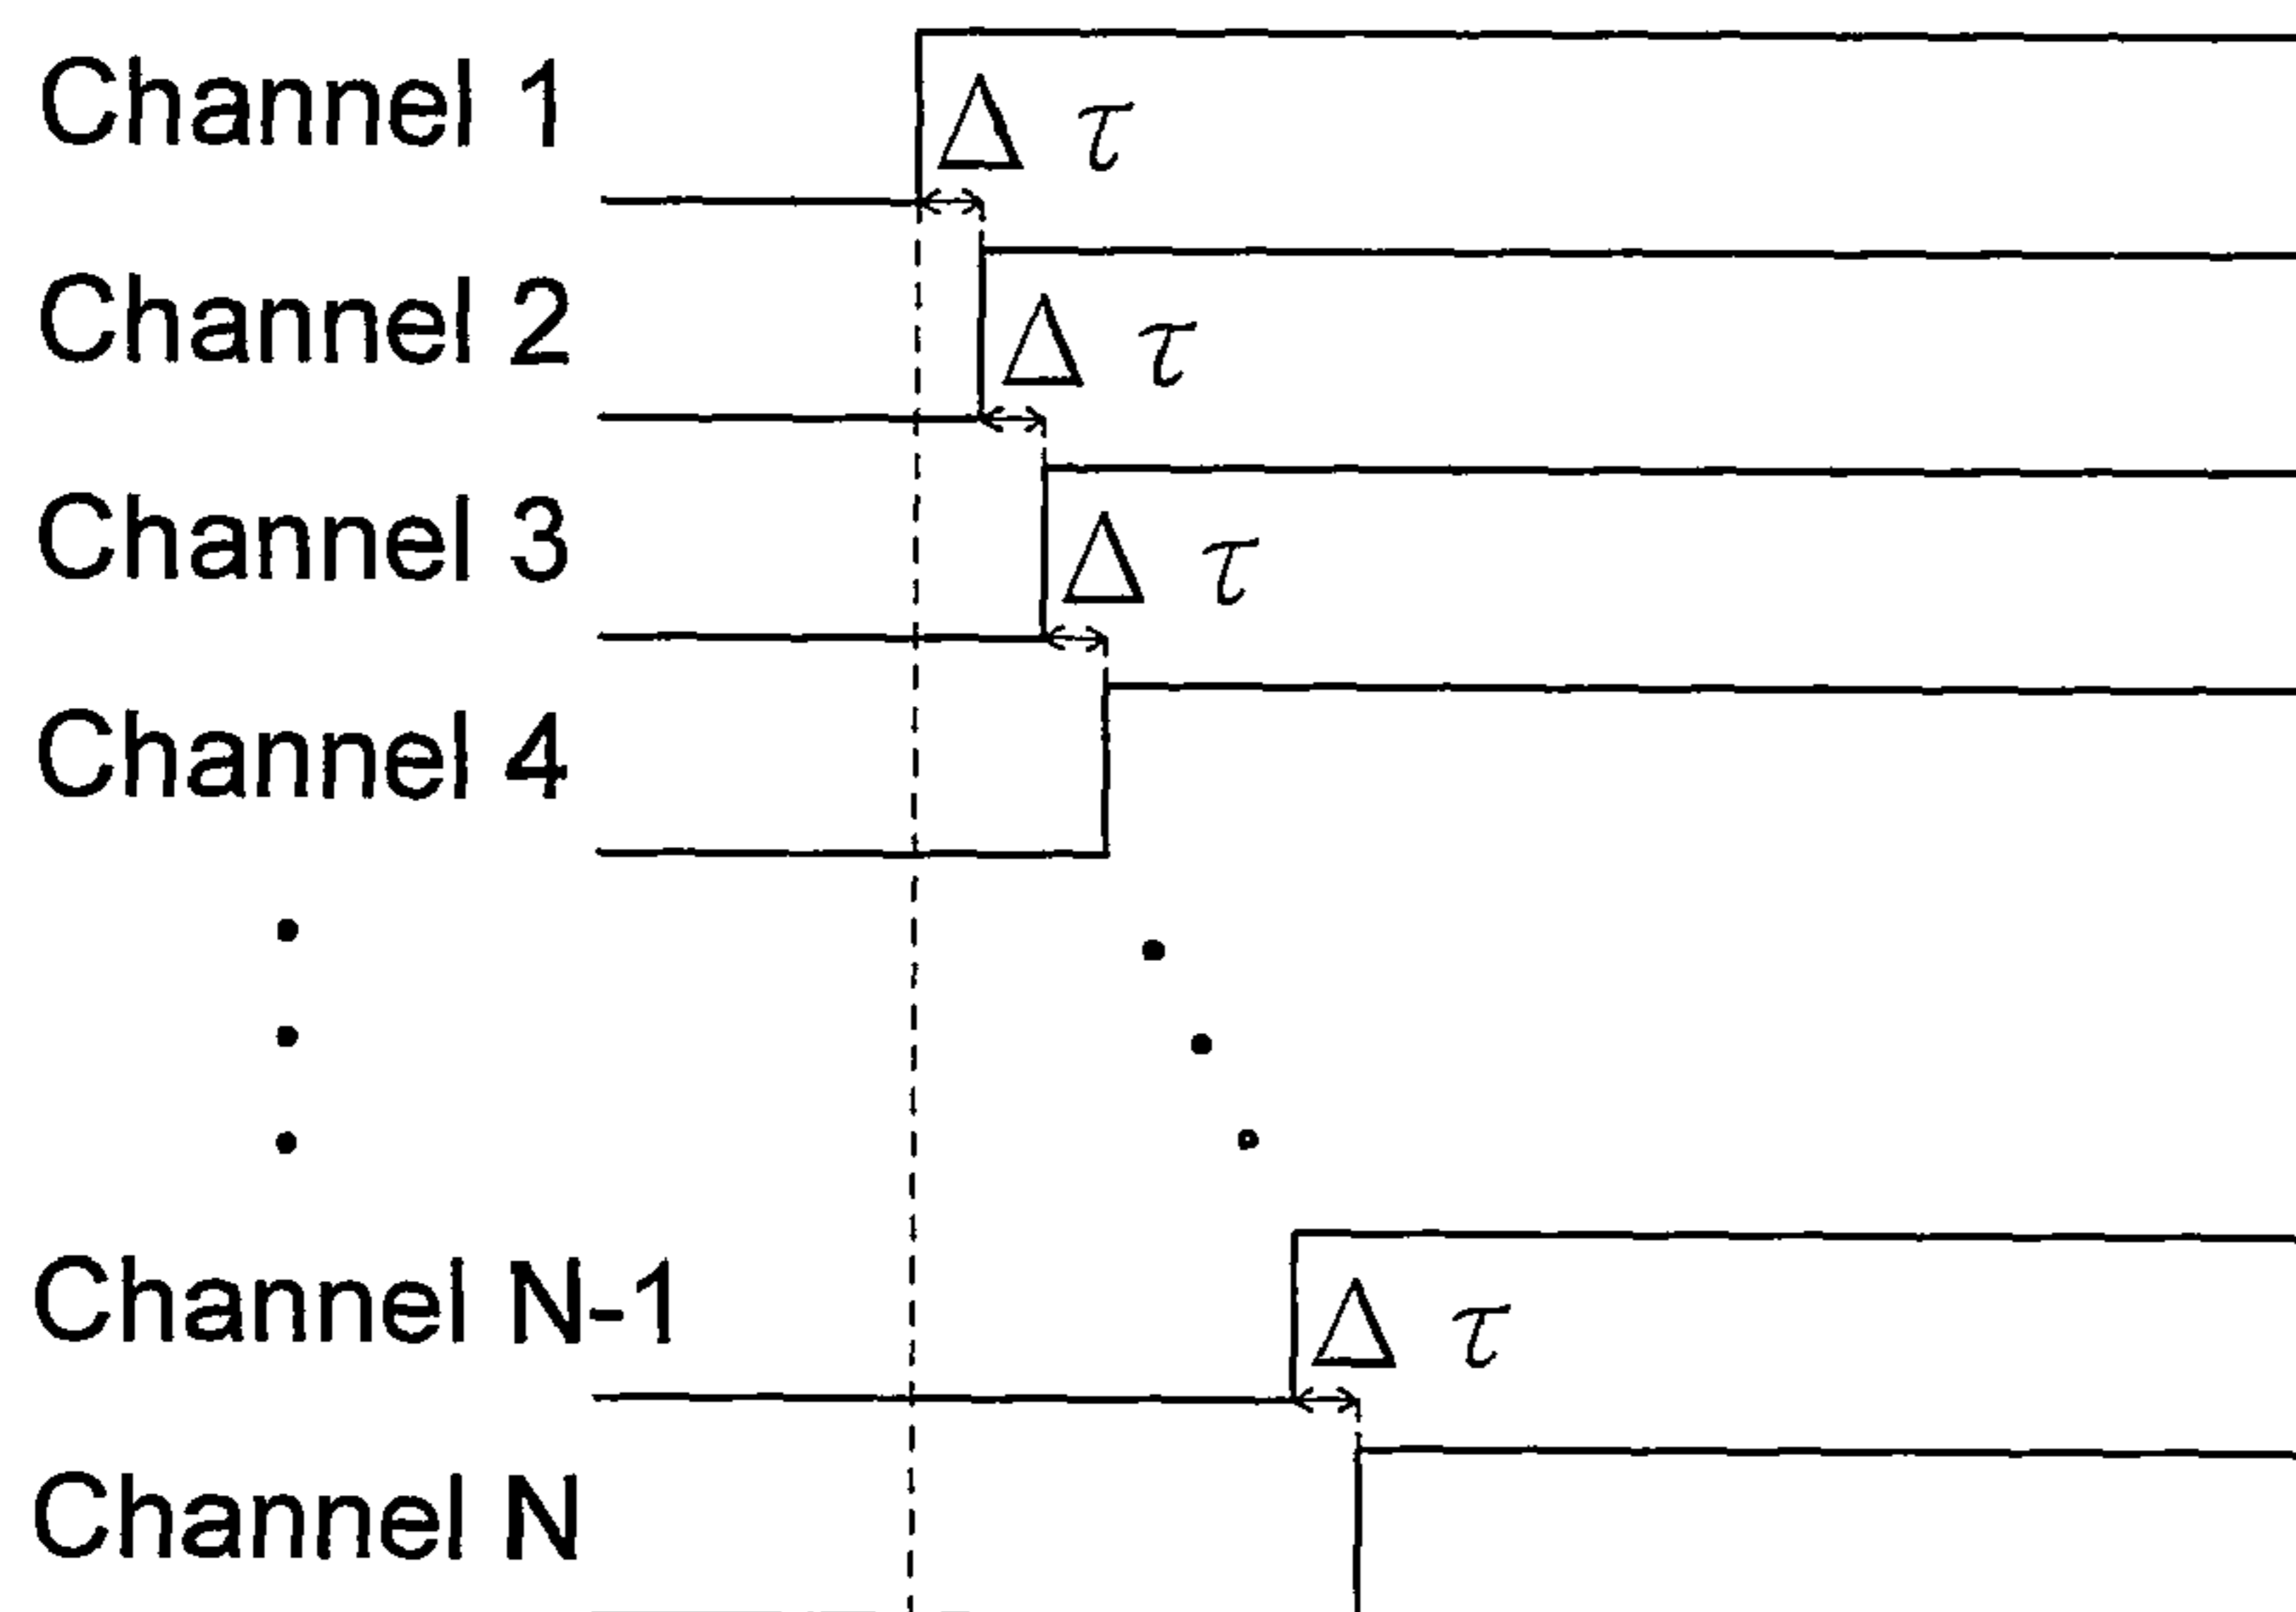 Channel 1
Δ τ
Channel 2
Δ τ
Channel 3
Δ τ
Channel 4
Channel N-1
Δ τ
Channel N